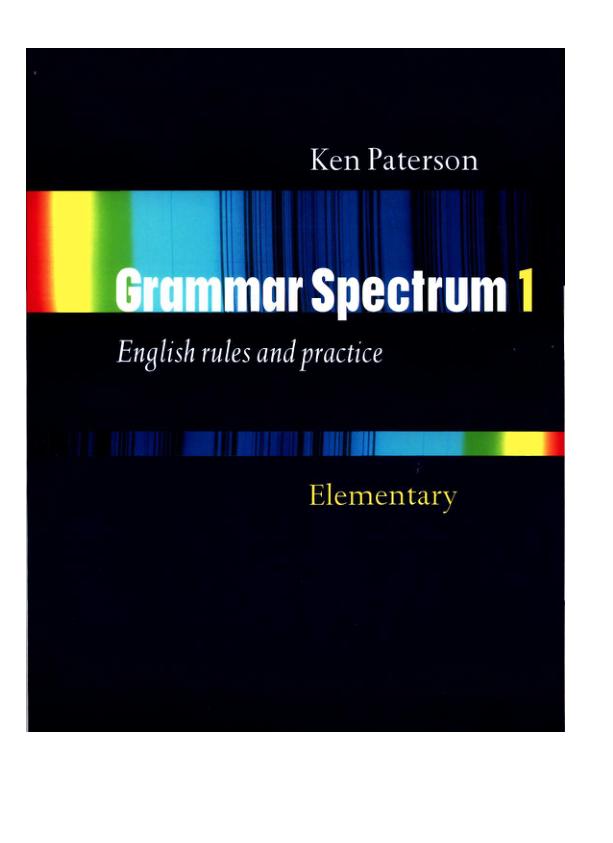 Ken Paterson
Grammar Spectrum 1
English rules and practice
Elementary